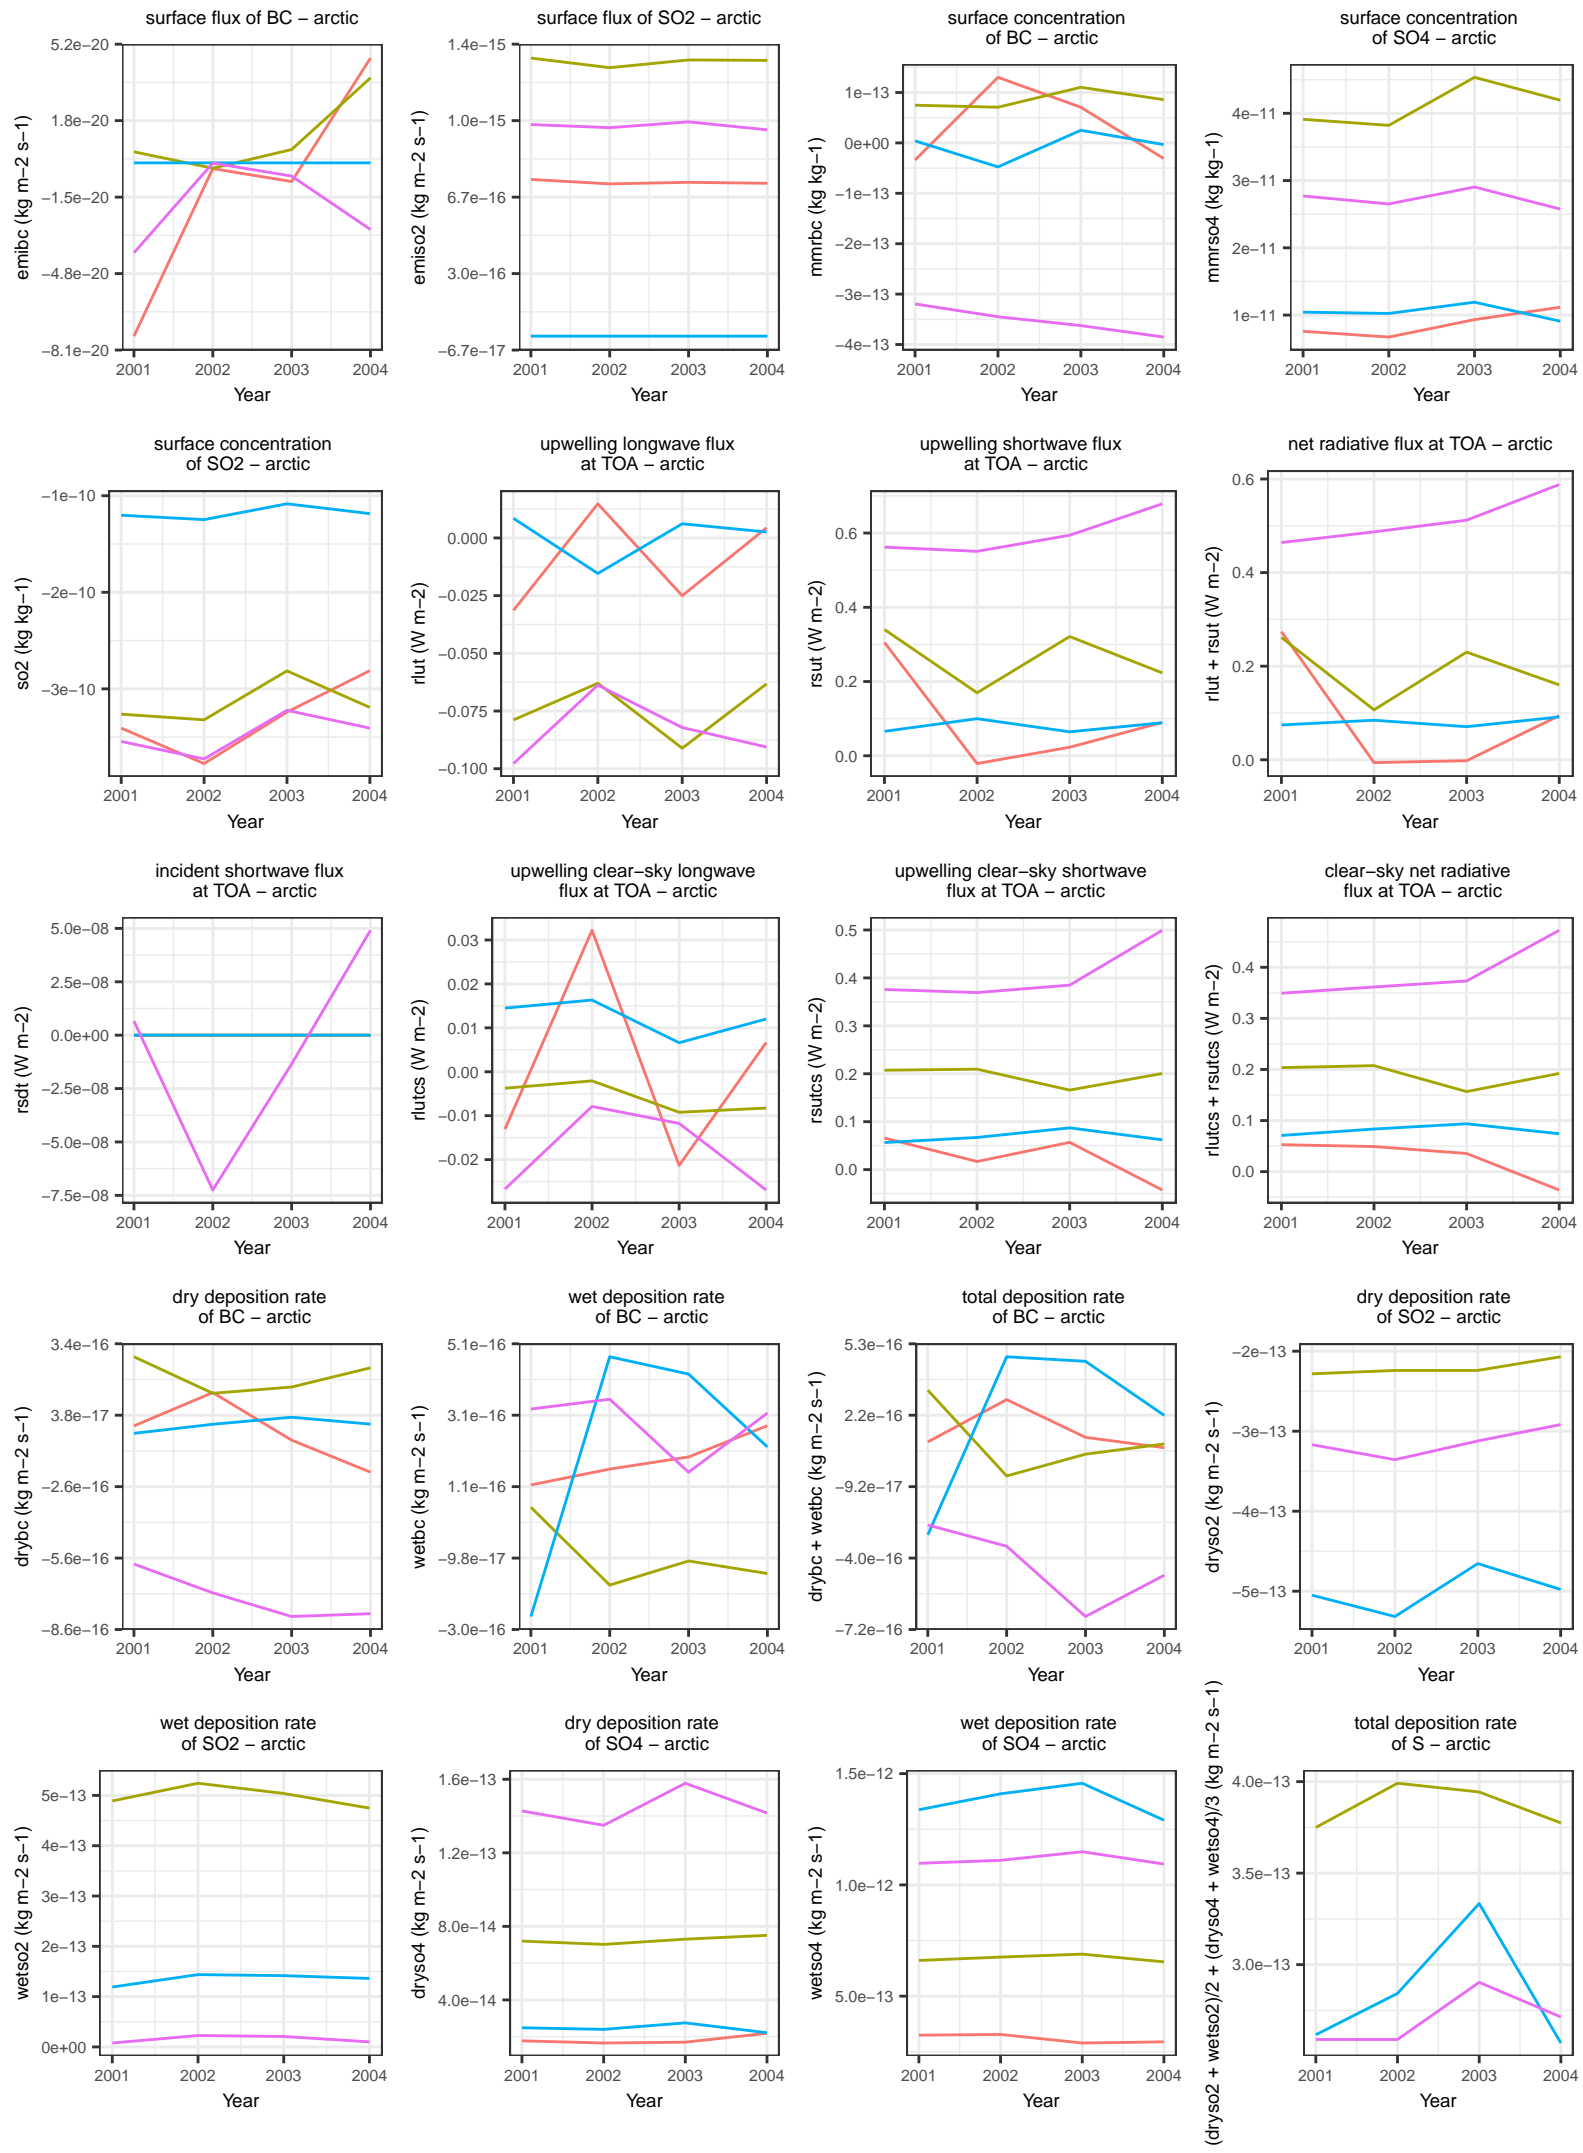 surface flux of BC − arctic
5.2e−20
1.8e−20
−1.5e−20
−4.8e−20
−8.1e−20
emibc (kg m−2 s−1)
2001 2002 2003 2004
Year
surface flux of SO2 − arctic
1.4e−15
1.0e−15
6.7e−16
3.0e−16
−6.7e−17
emiso2 (kg m−2 s−1)
2001 2002 2003 2004
Year
surface concentration
of BC − arctic
1e−13
0e+00
−1e−13
−2e−13
−3e−13
−4e−13
mmrbc (kg kg−1)
2001 2002 2003 2004
Year
surface concentration
of SO4 − arctic
4e−11
3e−11
2e−11
1e−11
mmrso4 (kg kg−1)
2001 2002 2003 2004
Year
surface concentration
of SO2 − arctic
−1e−10
−2e−10
−3e−10
so2 (kg kg−1)
2001 2002 2003 2004
Year
upwelling longwave flux
at TOA − arctic
0.000
−0.025
−0.050
−0.075
−0.100
rlut (W m−2)
2001 2002 2003 2004
Year
upwelling shortwave flux
at TOA − arctic
0.6
0.4
0.2
0.0
rsut (W m−2)
2001 2002 2003 2004
Year
net radiative flux at TOA − arctic
0.6
0.4
0.2
0.0
rlut + rsut (W m−2)
2001 2002 2003 2004
Year
incident shortwave flux
at TOA − arctic
5.0e−08
2.5e−08
0.0e+00
−2.5e−08
−5.0e−08
−7.5e−08
rsdt (W m−2)
2001 2002 2003 2004
Year
upwelling clear−sky longwave
flux at TOA − arctic
0.03
0.02
0.01
0.00
−0.01
−0.02
rlutcs (W m−2)
2001 2002 2003 2004
Year
upwelling clear−sky shortwave
flux at TOA − arctic
0.5
0.4
0.3
0.2
0.1
0.0
rsutcs (W m−2)
2001 2002 2003 2004
Year
clear−sky net radiative
flux at TOA − arctic
0.4
0.3
0.2
0.1
0.0
rlutcs + rsutcs (W m−2)
2001 2002 2003 2004
Year
dry deposition rate
of BC − arctic
3.4e−16
3.8e−17
−2.6e−16
−5.6e−16
−8.6e−16
drybc (kg m−2 s−1)
2001 2002 2003 2004
Year
wet deposition rate
of BC − arctic
5.1e−16
3.1e−16
1.1e−16
−9.8e−17
−3.0e−16
wetbc (kg m−2 s−1)
2001 2002 2003 2004
Year
total deposition rate
of BC − arctic
5.3e−16
2.2e−16
−9.2e−17
−4.0e−16
−7.2e−16
drybc + wetbc (kg m−2 s−1)
2001 2002 2003 2004
Year
dry deposition rate
of SO2 − arctic
−2e−13
−3e−13
−4e−13
−5e−13
dryso2 (kg m−2 s−1)
2001 2002 2003 2004
Year
wet deposition rate
of SO2 − arctic
5e−13
4e−13
3e−13
2e−13
1e−13
0e+00
wetso2 (kg m−2 s−1)
2001 2002 2003 2004
Year
dry deposition rate
of SO4 − arctic
1.6e−13
1.2e−13
8.0e−14
4.0e−14
dryso4 (kg m−2 s−1)
2001 2002 2003 2004
Year
wet deposition rate
of SO4 − arctic
1.5e−12
1.0e−12
5.0e−13
wetso4 (kg m−2 s−1)
2001 2002 2003 2004
Year
total deposition rate
of S − arctic
4.0e−13
3.5e−13
3.0e−13
(dryso2 + wetso2)/2 + (dryso4 + wetso4)/3 (kg m−2 s−1)
2001 2002 2003 2004
Year